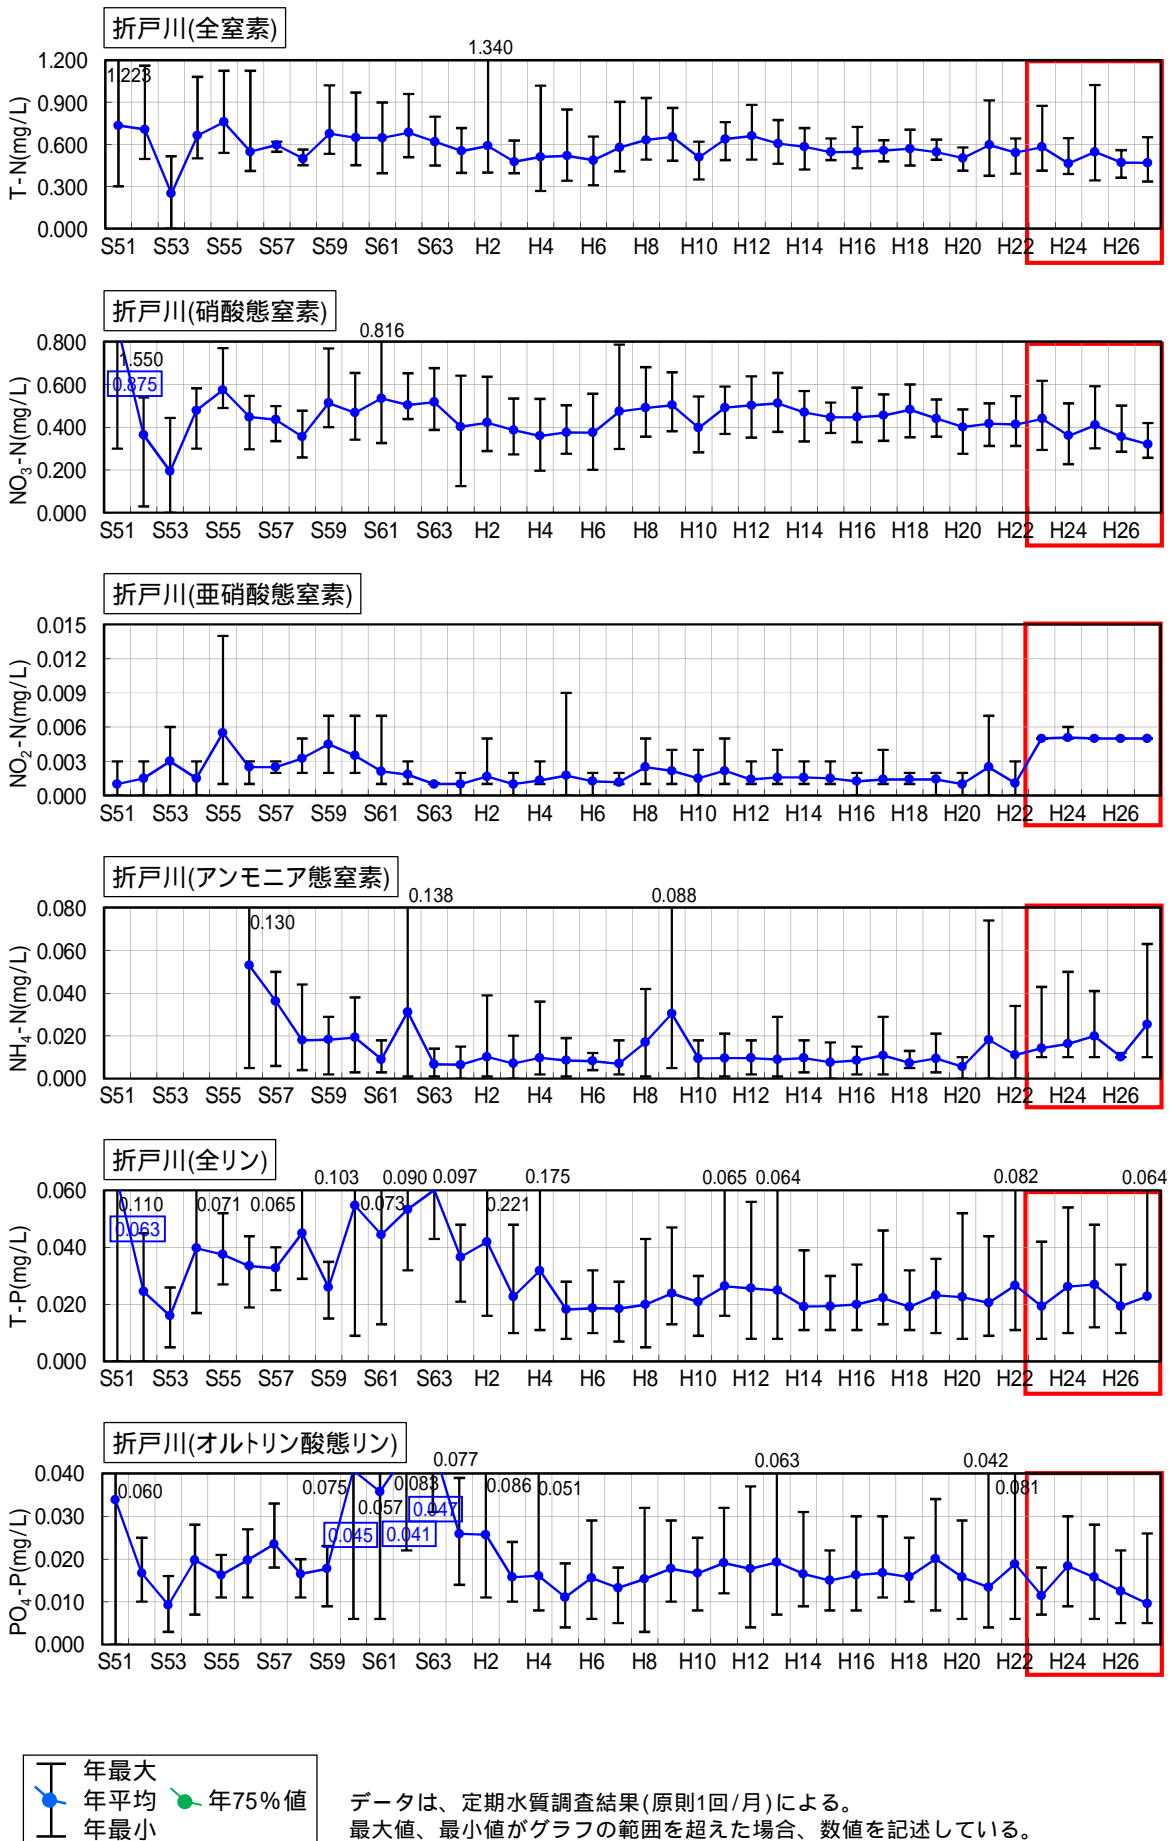 折戸川(全窒素)
1.340
1.223
T-N(mg/L)
1.200
0.900
0.600
0.300
0.000
S51 S53 S55 S57 S59 S61 S63 H2 H4 H6 H8 H10 H12 H14 H16 H18 H20 H22 H24 H26
折戸川(硝酸態窒素)
0.816
1.550
0.875
NO₃-N(mg/L)
0.800
0.600
0.400
0.200
0.000
S51 S53 S55 S57 S59 S61 S63 H2 H4 H6 H8 H10 H12 H14 H16 H18 H20 H22 H24 H26
折戸川(亜硝酸態窒素)
NO₂-N(mg/L)
0.015
0.012
0.009
0.006
0.003
0.000
S51 S53 S55 S57 S59 S61 S63 H2 H4 H6 H8 H10 H12 H14 H16 H18 H20 H22 H24 H26
折戸川(アンモニア態窒素)
0.138 0.088
0.130
NH₄-N(mg/L)
0.080
0.060
0.040
0.020
0.000
S51 S53 S55 S57 S59 S61 S63 H2 H4 H6 H8 H10 H12 H14 H16 H18 H20 H22 H24 H26
折戸川(全リン)
0.103 0.090 0.097 0.175 0.065 0.064 0.082 0.064
0.110 0.071 0.065 0.073 0.221
0.063
T-P(mg/L)
0.060
0.040
0.020
0.000
S51 S53 S55 S57 S59 S61 S63 H2 H4 H6 H8 H10 H12 H14 H16 H18 H20 H22 H24 H26
折戸川(オルトリン酸態リン)
0.077 0.063 0.042
0.060 0.075 0.083 0.086 0.051 0.081
0.057 0.047
0.045 0.041
PO₄-P(mg/L)
0.040
0.030
0.020
0.010
0.000
S51 S53 S55 S57 S59 S61 S63 H2 H4 H6 H8 H10 H12 H14 H16 H18 H20 H22 H24 H26
年最大
年平均 年75%値
年最小
データは、定期水質調査結果(原則1回/月)による。
最大値、最小値がグラフの範囲を超えた場合、数値を記述している。